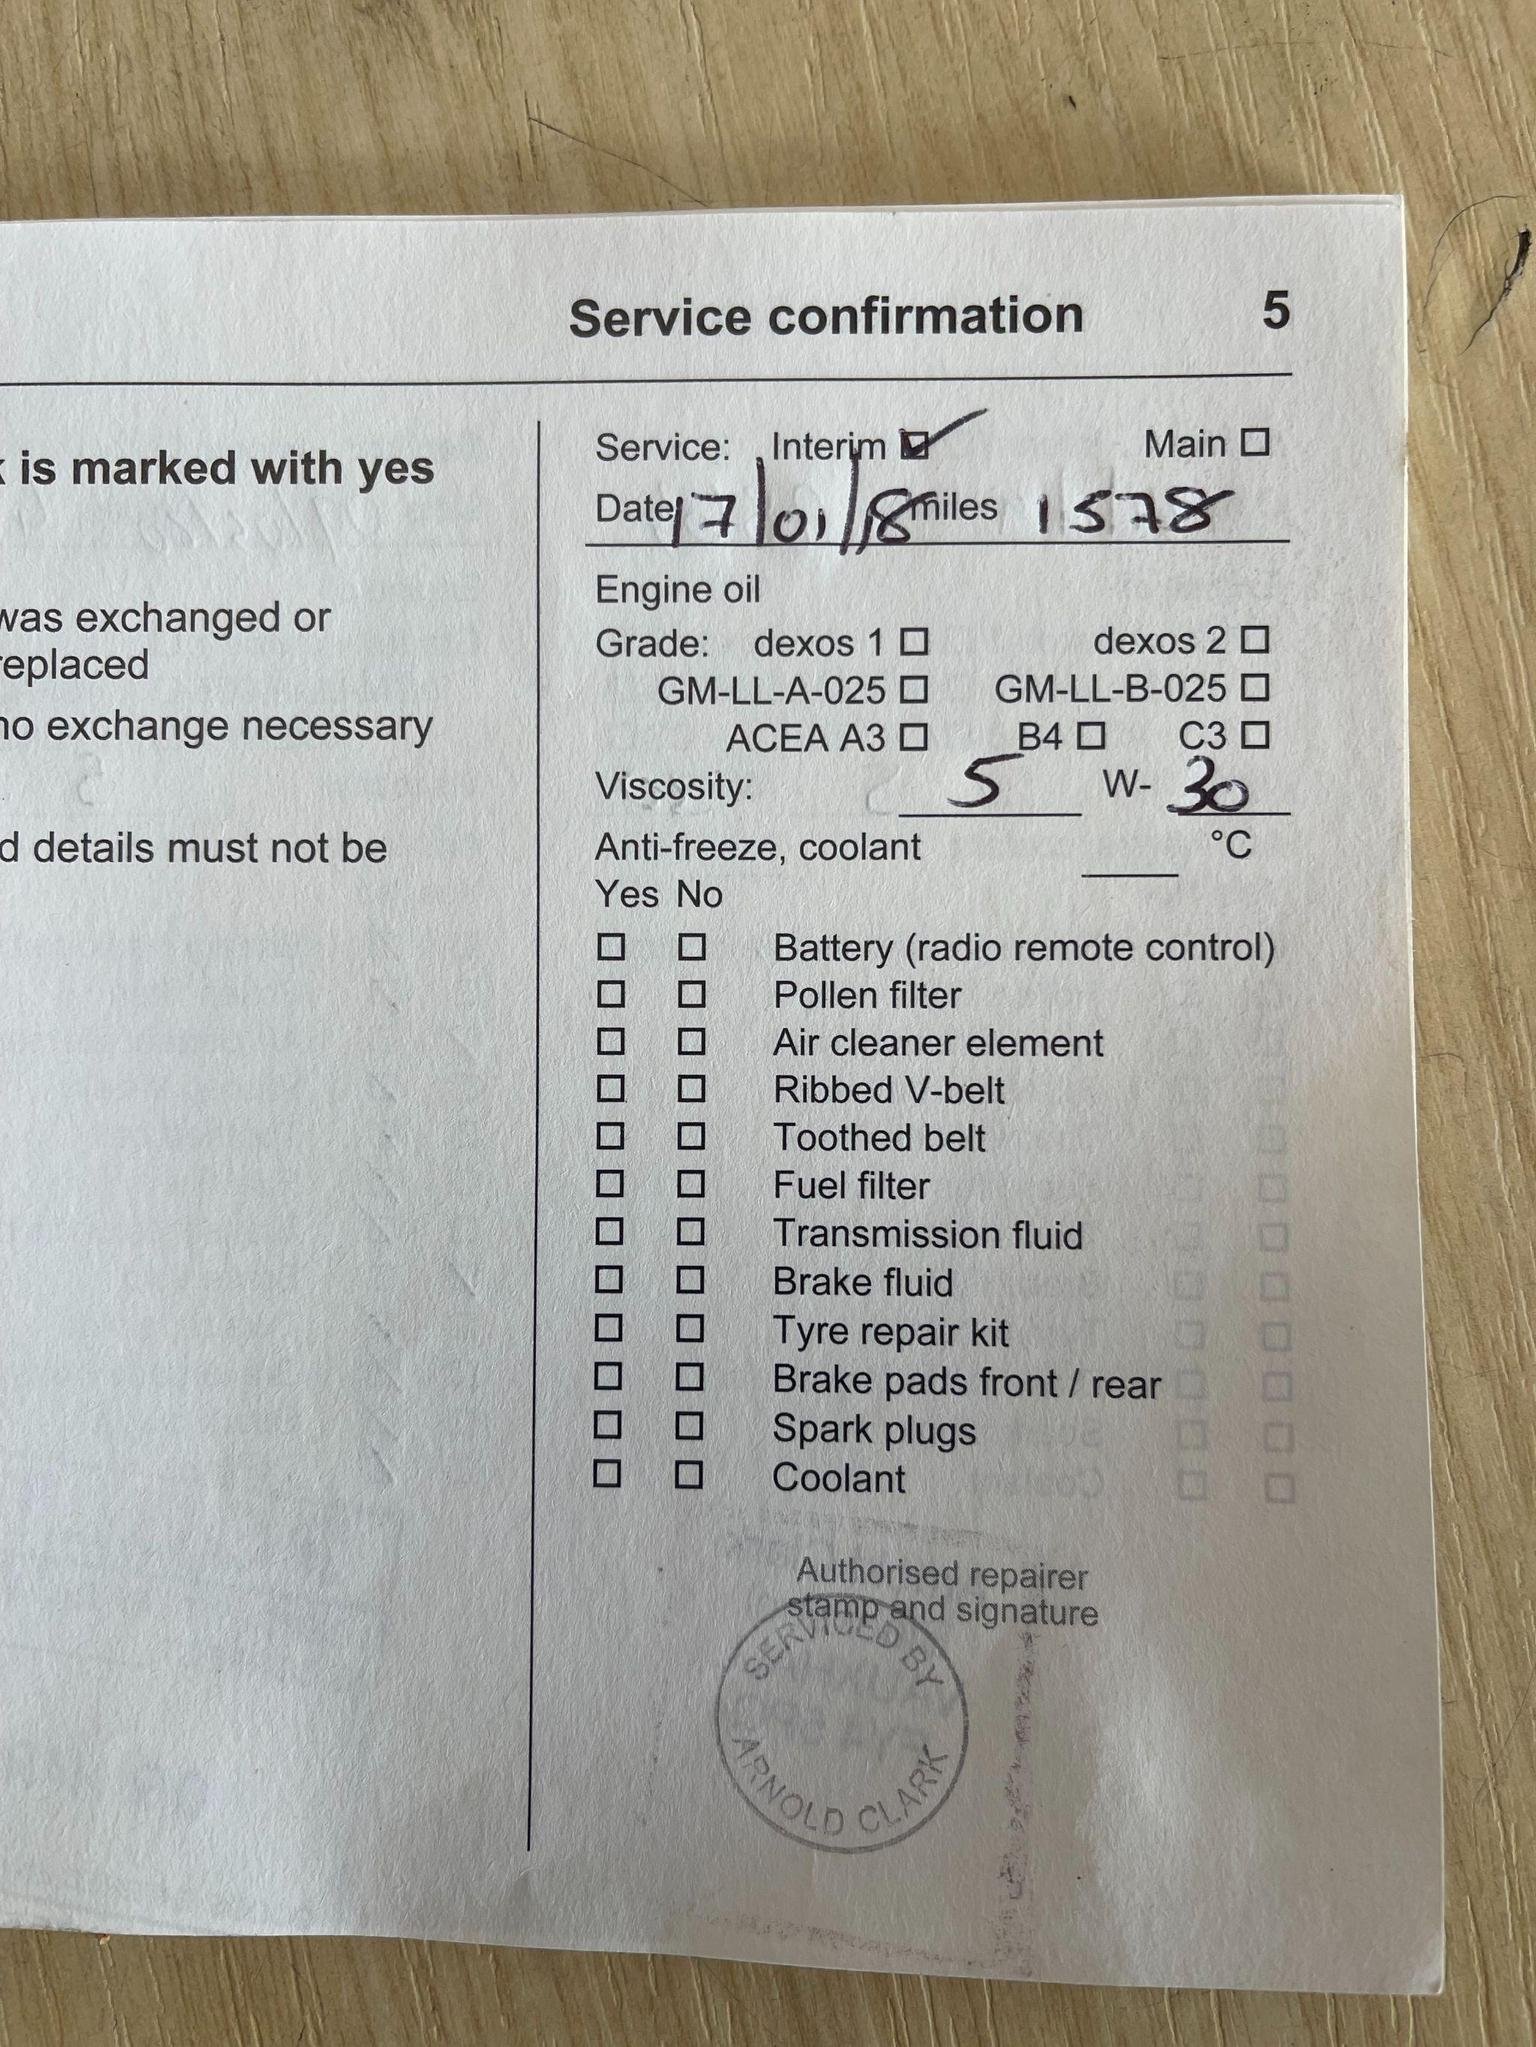 Service confirmation 5
is marked with yes
was exchanged or
replaced
no exchange necessary
d details must not be
Service: Interim ☑ Main ☐
Date 17/01/18 miles 1578
Engine oil
Grade: dexos 1 ☐ dexos 2 ☐
GM-LL-A-025 ☐ GM-LL-B-025 ☐
ACEA A3 ☐ B4 ☐ C3 ☐
Viscosity: 5 W- 30
Anti-freeze, coolant °C
Yes No
☐ ☐ Battery (radio remote control)
☐ ☐ Pollen filter
☐ ☐ Air cleaner element
☐ ☐ Ribbed V-belt
☐ ☐ Toothed belt
☐ ☐ Fuel filter
☐ ☐ Transmission fluid
☐ ☐ Brake fluid
☐ ☐ Tyre repair kit
☐ ☐ Brake pads front / rear
☐ ☐ Spark plugs
☐ ☐ Coolant
Authorised repairer
stamp and signature
SERVICED BY
ARNOLD CLARK